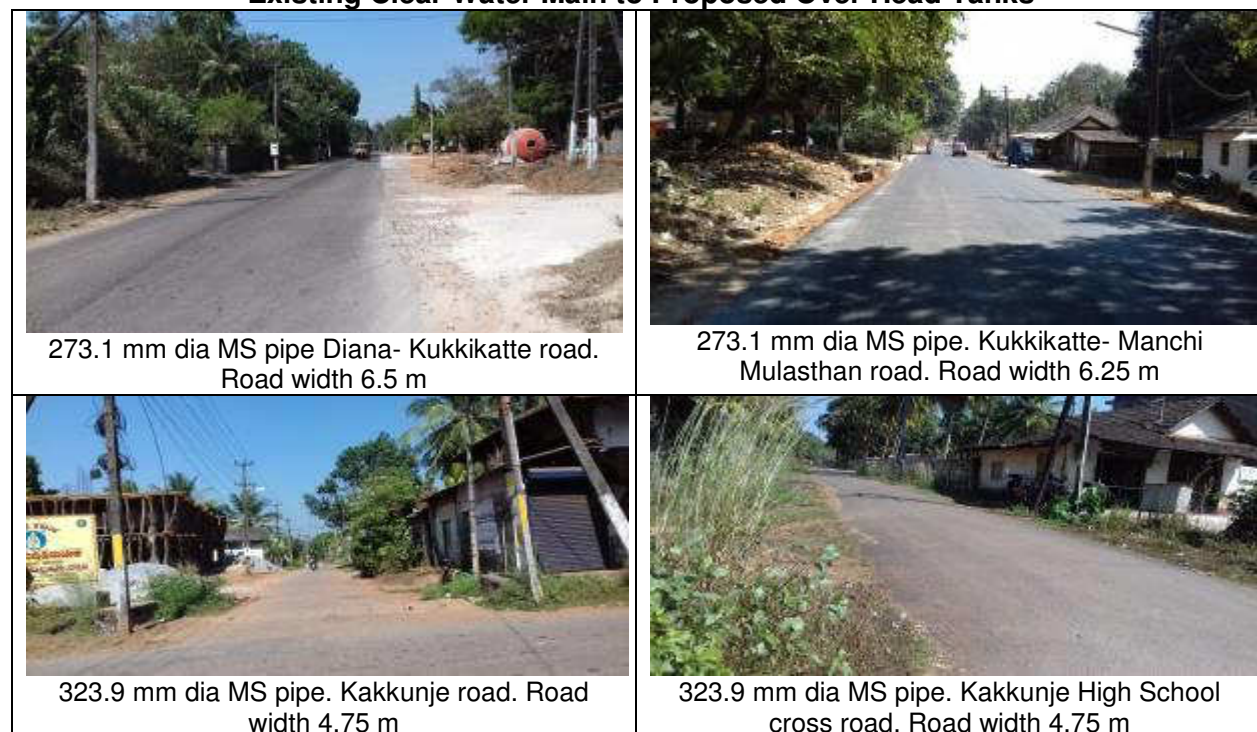 Existing Clear Water Main to Proposed Over Head Tanks
273.1 mm dia MS pipe Diana- Kukkikatte road.
Road width 6.5 m
273.1 mm dia MS pipe. Kukkikatte- Manchi
Mulasthan road. Road width 6.25 m
323.9 mm dia MS pipe. Kakkunje road. Road
width 4.75 m
323.9 mm dia MS pipe. Kakkunje High School
cross road. Road width 4.75 m